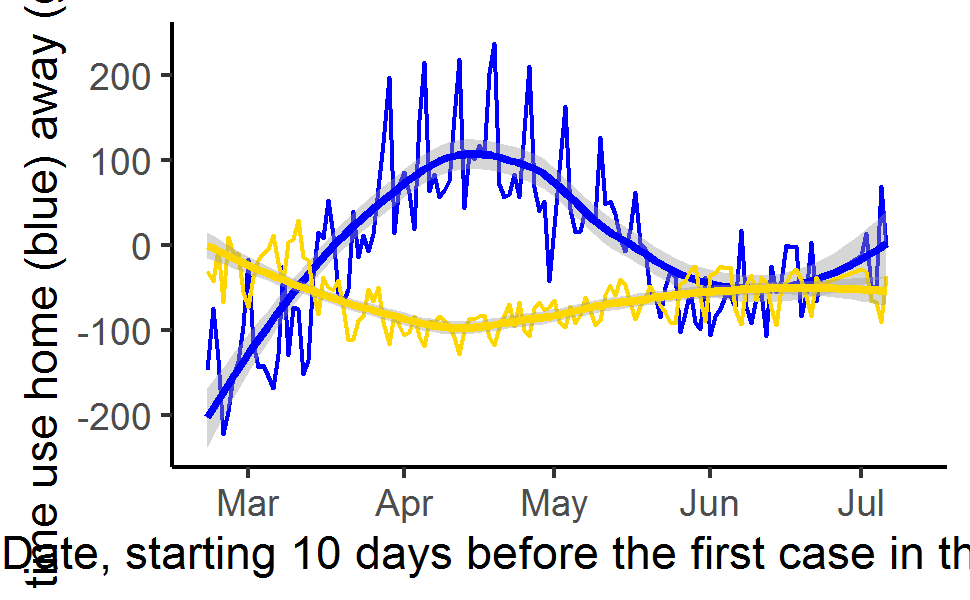 time use home (blue) away (g
200
100
0
-100
-200
Mar Apr May Jun Jul
Date, starting 10 days before the first case in th